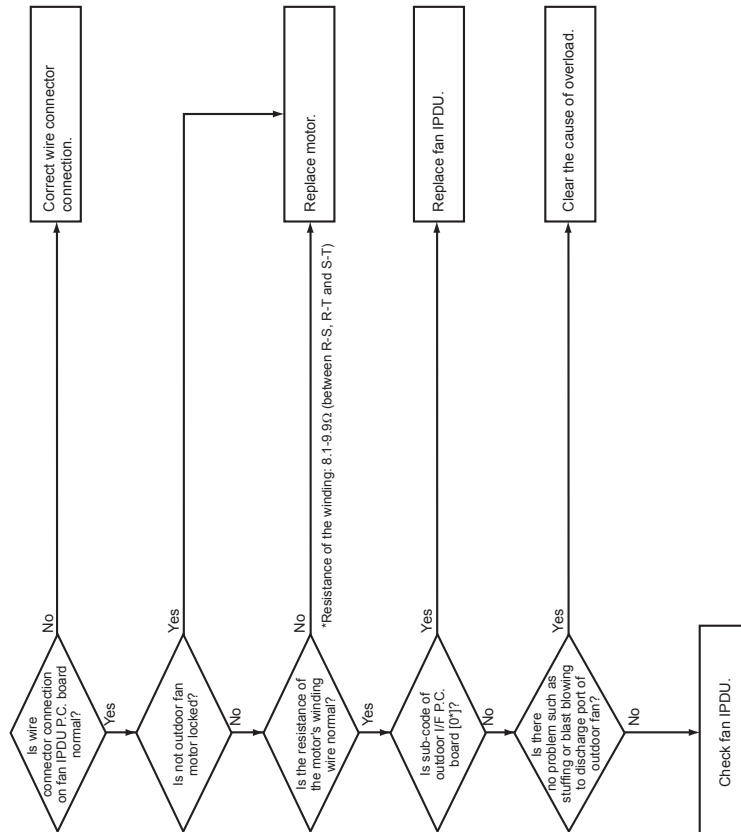 Is wire
connector connection
on fan IPDU P.C. board
normal?
No
Correct wire connector
connection.
Yes
Is not outdoor fan
motor locked?
Yes
No
Is the resistance of
the motor's winding
wire normal?
No
Replace motor.
*Resistance of the winding: 8.1-9.9Ω (between R-S, R-T and S-T)
Yes
Is sub-code of
outdoor I/F P.C.
board [0*]?
Yes
Replace fan IPDU.
No
Is there
no problem such as
stuffing or blast blowing
to discharge port of
outdoor fan?
Yes
Clear the cause of overload.
No
Check fan IPDU.